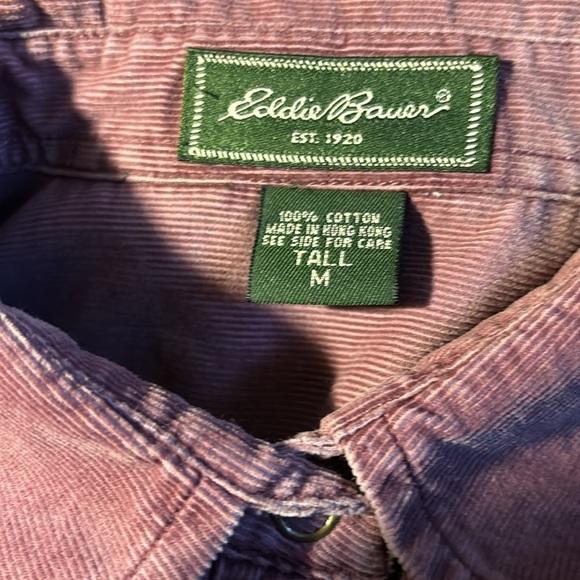 Eddie Bauer®
EST. 1920
100% COTTON
MADE IN HONG KONG
SEE SIDE FOR CARE
TALL
M